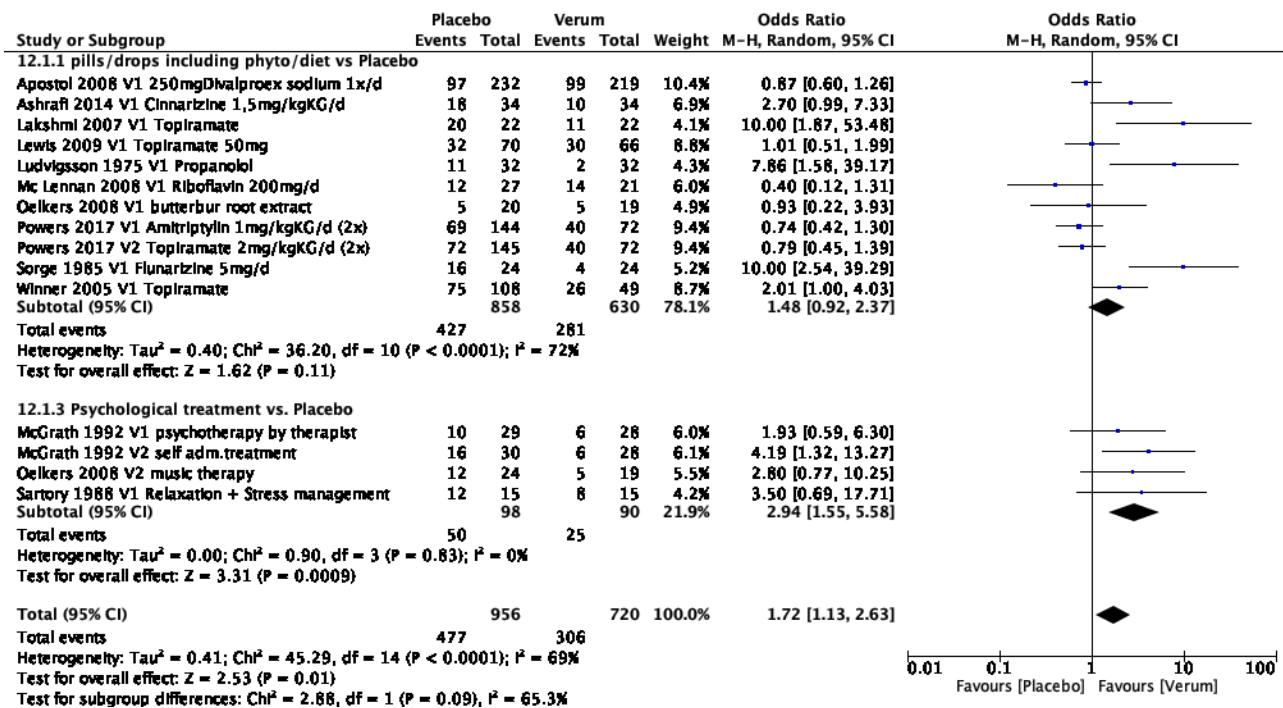 Placebo Verum Odds Ratio Odds Ratio
Study or Subgroup Events Total Events Total Weight M-H, Random, 95% CI M-H, Random, 95% CI
12.1.1 pills/drops including phyto/diet vs Placebo
Apostol 2008 V1 250mgDivalproex sodium 1x/d 97 232 99 219 10.4% 0.87 [0.60, 1.26]
Ashrafi 2014 V1 Cinnarizine 1,5mg/kgKG/d 18 34 10 34 6.9% 2.70 [0.99, 7.33]
Lakshmi 2007 V1 Topiramate 20 22 11 22 4.1% 10.00 [1.87, 53.48]
Lewis 2009 V1 Topiramate 50mg 32 70 30 66 8.8% 1.01 [0.51, 1.99]
Ludvigsson 1975 V1 Propanolol 11 32 2 32 4.3% 7.86 [1.58, 39.17]
Mc Lennan 2008 V1 Riboflavin 200mg/d 12 27 14 21 6.0% 0.40 [0.12, 1.31]
Oelkers 2008 V1 butterbur root extract 5 20 5 19 4.9% 0.93 [0.22, 3.93]
Powers 2017 V1 Amitriptylin 1mg/kgKG/d (2x) 69 144 40 72 9.4% 0.74 [0.42, 1.30]
Powers 2017 V2 Topiramate 2mg/kgKG/d (2x) 72 145 40 72 9.4% 0.79 [0.45, 1.39]
Sorge 1985 V1 Flunarizine 5mg/d 16 24 4 24 5.2% 10.00 [2.54, 39.29]
Winner 2005 V1 Topiramate 75 108 26 49 8.7% 2.01 [1.00, 4.03]
Subtotal (95% CI) 858 630 78.1% 1.48 [0.92, 2.37]
Total events 427 281
Heterogeneity: Tau² = 0.40; Chi² = 36.20, df = 10 (P < 0.0001); I² = 72%
Test for overall effect: Z = 1.62 (P = 0.11)
12.1.3 Psychological treatment vs. Placebo
McGrath 1992 V1 psychotherapy by therapist 10 29 6 28 6.0% 1.93 [0.59, 6.30]
McGrath 1992 V2 self adm.treatment 16 30 6 28 6.1% 4.19 [1.32, 13.27]
Oelkers 2008 V2 music therapy 12 24 5 19 5.5% 2.80 [0.77, 10.25]
Sartory 1988 V1 Relaxation + Stress management 12 15 8 15 4.2% 3.50 [0.69, 17.71]
Subtotal (95% CI) 98 90 21.9% 2.94 [1.55, 5.58]
Total events 50 25
Heterogeneity: Tau² = 0.00; Chi² = 0.90, df = 3 (P = 0.83); I² = 0%
Test for overall effect: Z = 3.31 (P = 0.0009)
Total (95% CI) 956 720 100.0% 1.72 [1.13, 2.63]
Total events 477 306
Heterogeneity: Tau² = 0.41; Chi² = 45.29, df = 14 (P < 0.0001); I² = 69%
Test for overall effect: Z = 2.53 (P = 0.01)
Test for subgroup differences: Chi² = 2.88, df = 1 (P = 0.09), I² = 65.3%
0.01 0.1 1 10 100
Favours [Placebo] Favours [Verum]